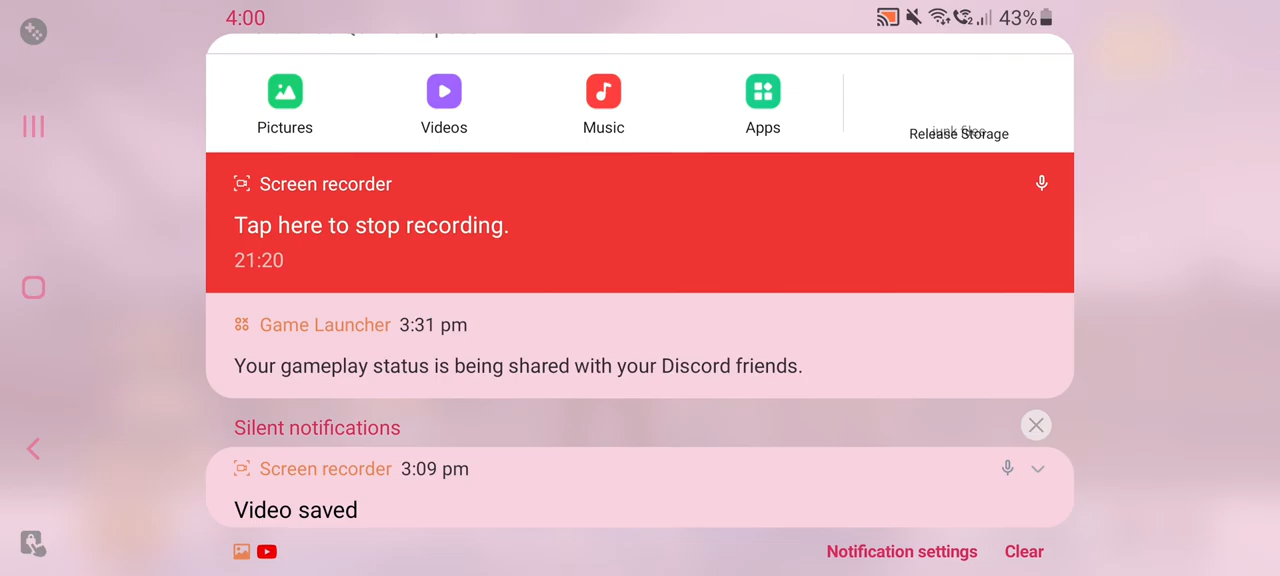 4:00
43%
Pictures
Videos
Music
Apps
Release Storage
Screen recorder
Tap here to stop recording.
21:20
Game Launcher 3:31 pm
Your gameplay status is being shared with your Discord friends.
Silent notifications
Screen recorder 3:09 pm
Video saved
Notification settings
Clear